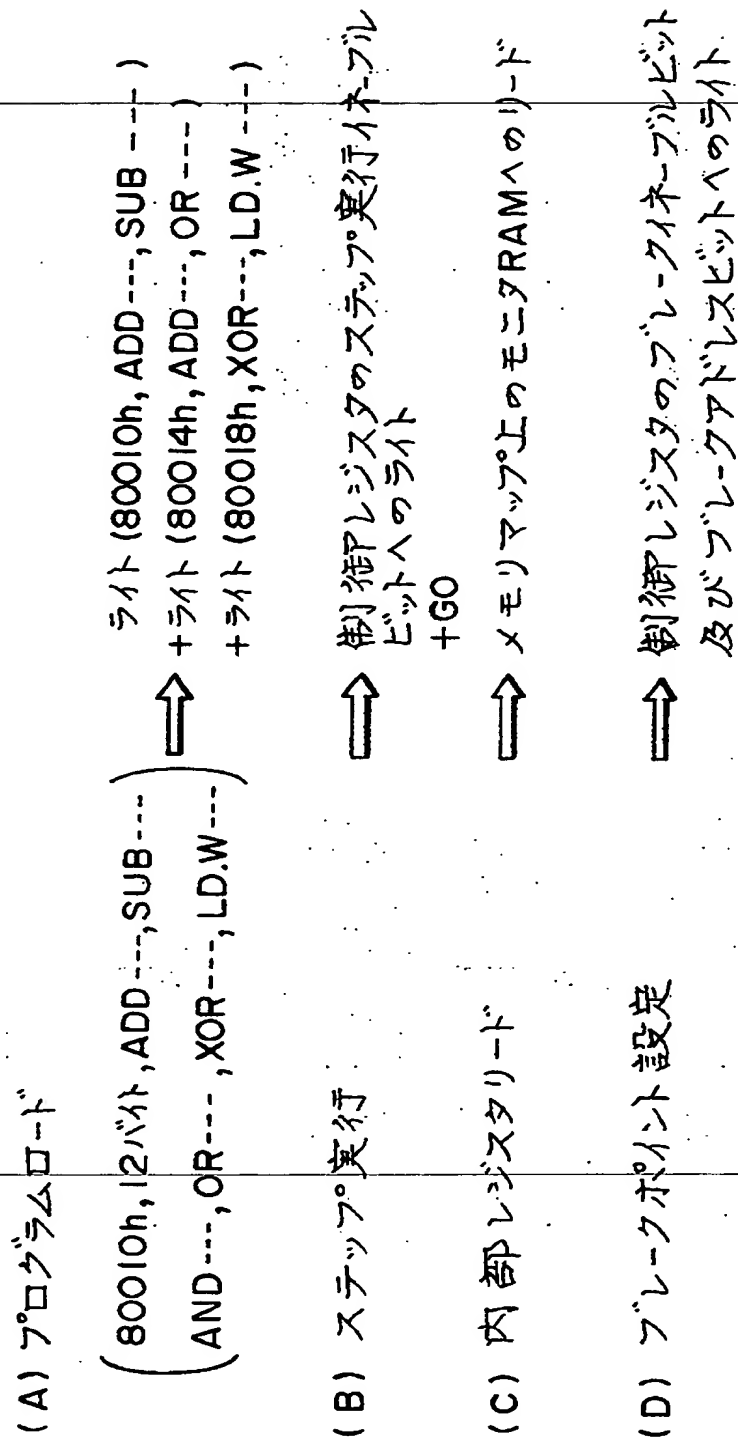 (A) プログラムロード
(80010h, 12バイト, ADD---, SUB---
AND---, OR---, XOR---, LD.W---)
⇨ ライト (80010h, ADD---, SUB ---)
+ライト (80014h, ADD---, OR ---)
+ライト (80018h, XOR---, LD.W ---)
(B) ステップ実行
⇨ 制御レジスタのステップ実行イネーブル
ビットへのライト
+GO
(C) 内部レジスタリード
⇨ メモリマップ上のモニタRAMへのリード
(D) ブレークポイント設定
⇨ 制御レジスタのブレークイネーブルビット
及びブレークアドレスビットへのライト